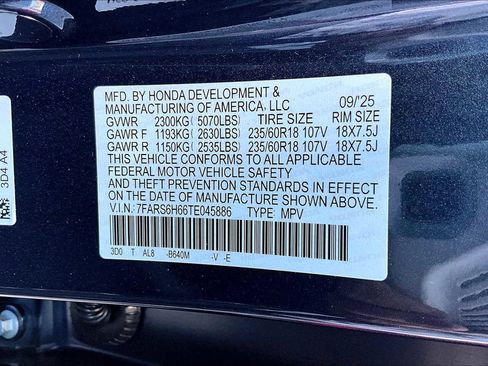 MFD. BY HONDA DEVELOPMENT &
MANUFACTURING OF AMERICA, LLC 09/'25
GVWR 2300KG( 5070LBS) TIRE SIZE RIM SIZE
GAWR F 1193KG( 2630LBS) 235/60R18 107V 18X7.5J
GAWR R 1150KG( 2535LBS) 235/60R18 107V 18X7.5J
THIS VEHICLE CONFORMS TO ALL APPLICABLE
FEDERAL MOTOR VEHICLE SAFETY
AND THEFT PREVENTION STANDARDS IN EFFECT
ON THE DATE OF MANUFACTURE SHOWN ABOVE.
V.I.N.: 7FARS6H66TE045886 TYPE: MPV
3D0 T AL8 -B640M -V -E
3D4 A4